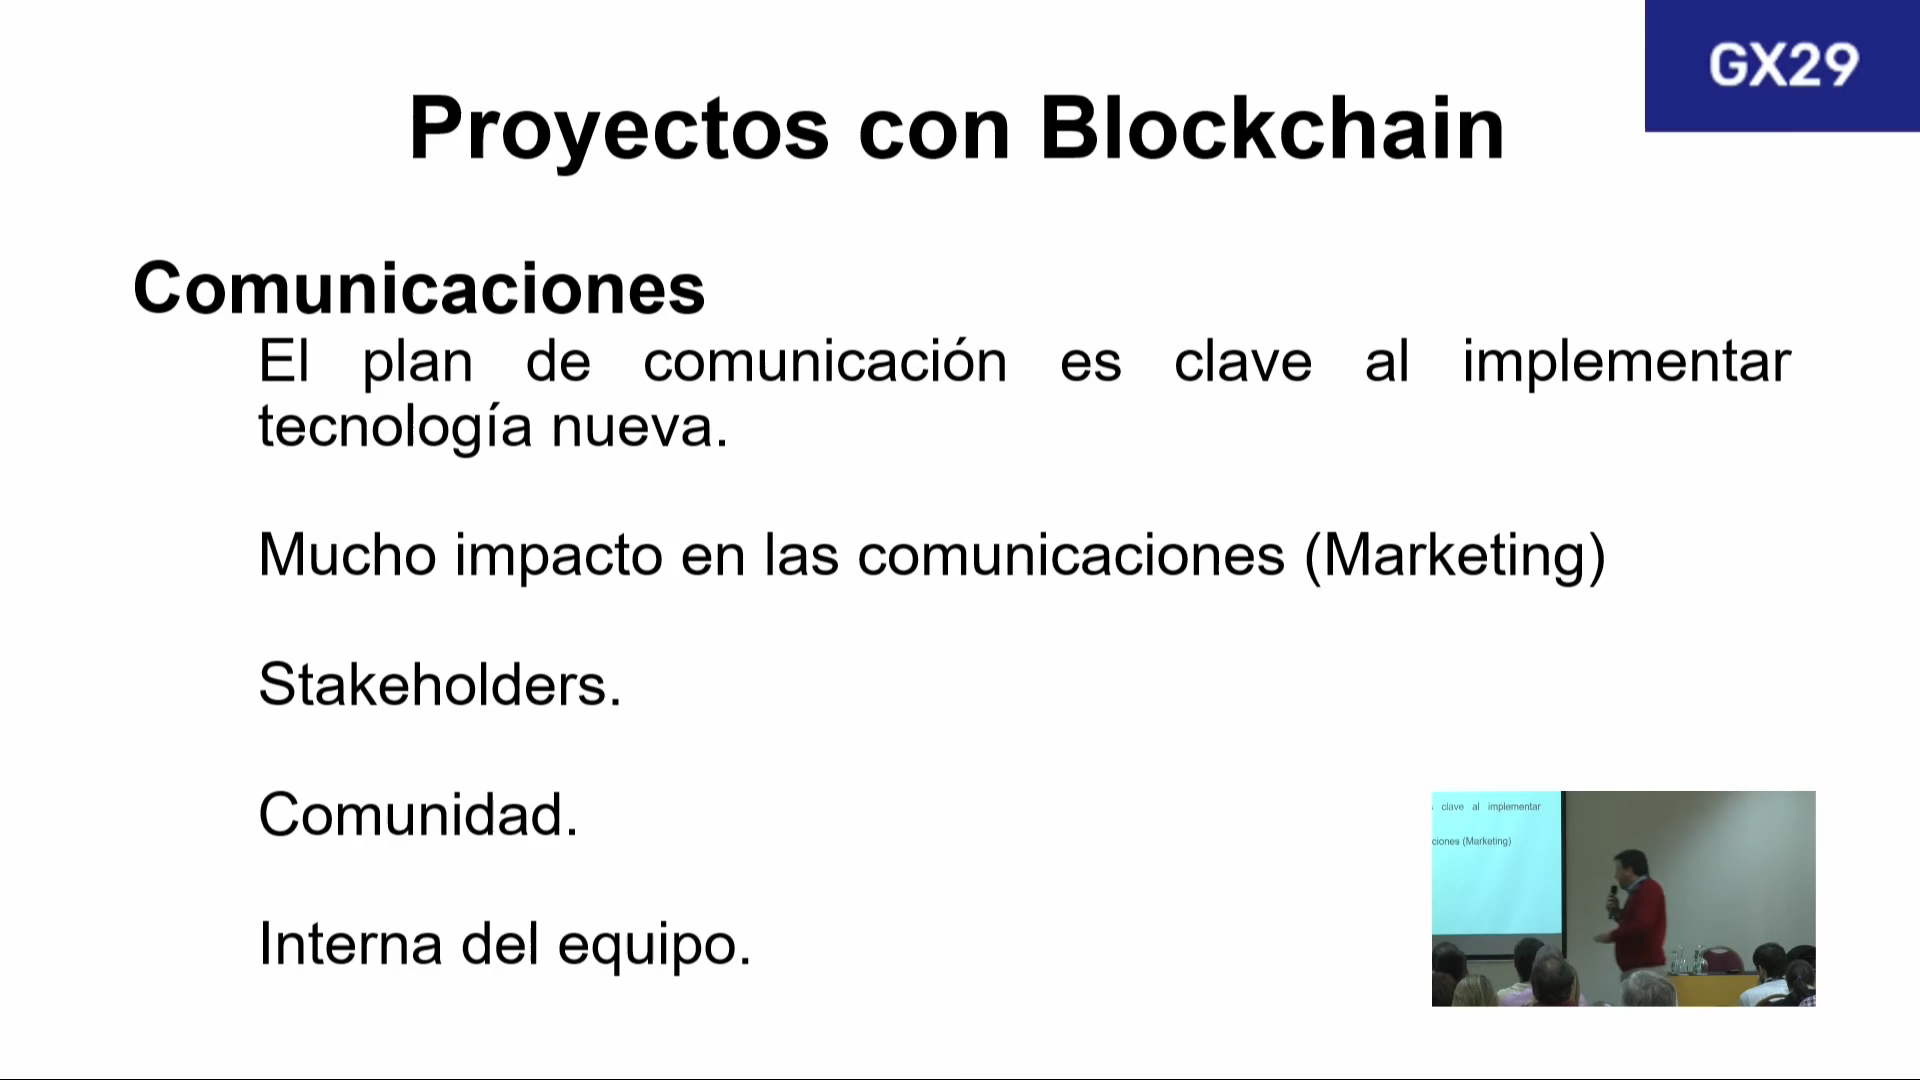 GX29
Proyectos con Blockchain
Comunicaciones
El plan de comunicación es clave al implementar
tecnología nueva.
Mucho impacto en las comunicaciones (Marketing)
Stakeholders.
Comunidad.
Interna del equipo.
clave al implementar
ciones (Marketing)